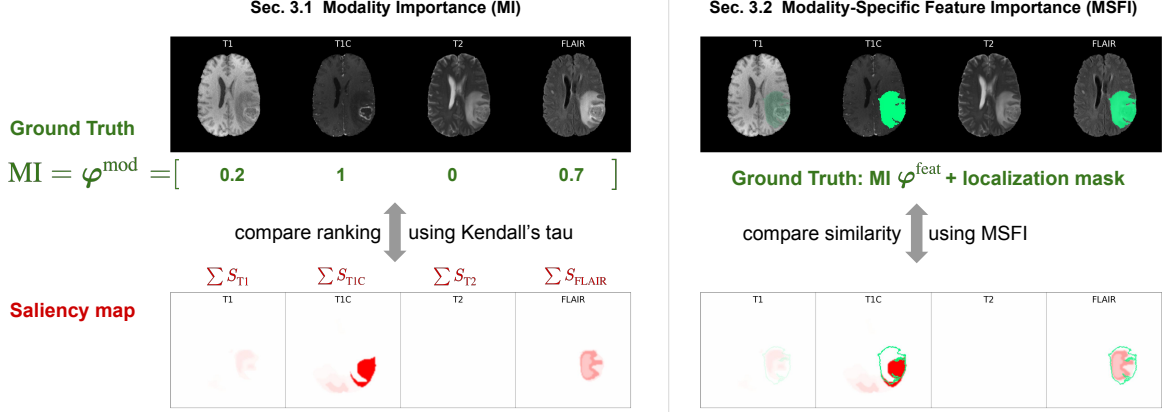 Sec. 3.1 Modality Importance (MI)
T1 T1C T2 FLAIR
Ground Truth
MI = φ^mod = [ 0.2 1 0 0.7 ]
compare ranking using Kendall's tau
∑ S_T1 ∑ S_T1C ∑ S_T2 ∑ S_FLAIR
T1 T1C T2 FLAIR
Saliency map
Sec. 3.2 Modality-Specific Feature Importance (MSFI)
T1 T1C T2 FLAIR
Ground Truth: MI φ^feat + localization mask
compare similarity using MSFI
T1 T1C T2 FLAIR